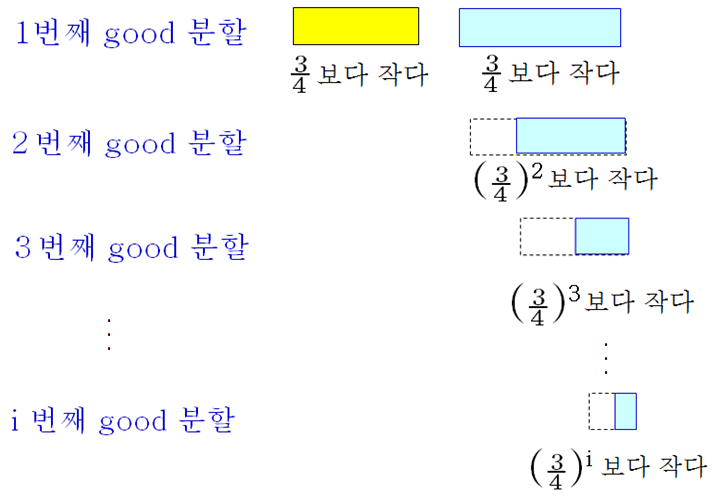 1번째 good 분할
3/4 보다 작다 3/4 보다 작다
2번째 good 분할
(3/4)² 보다 작다
3번째 good 분할
(3/4)³ 보다 작다
⋮ ⋮
i 번째 good 분할
(3/4)ⁱ 보다 작다